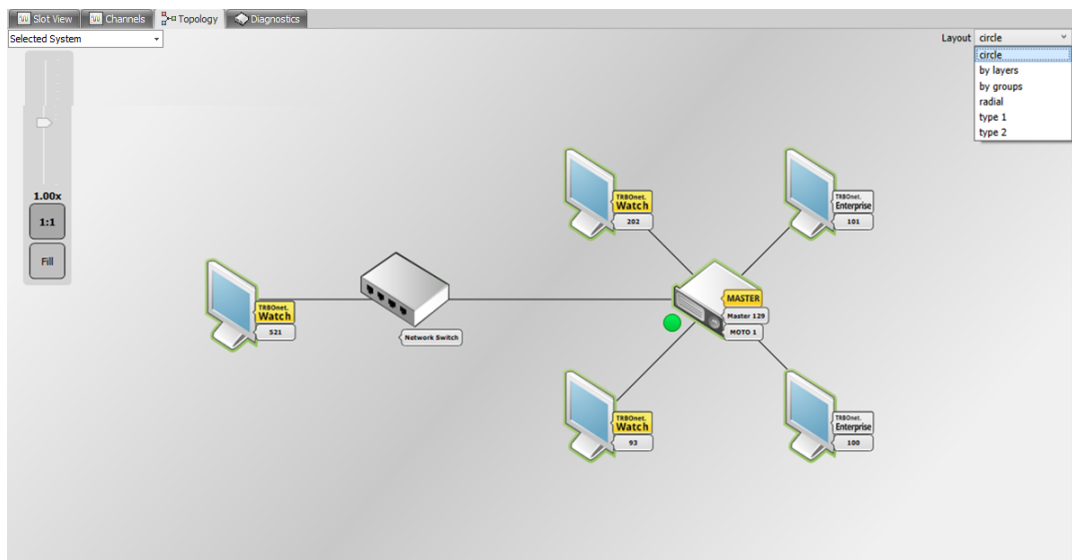 Slot View
Channels
Topology
Diagnostics
Selected System
Layout circle
circle
by layers
by groups
radial
type 1
type 2
1.00x
1:1
Fill
TRBOnet.
Watch
202
TRBOnet.
Enterprise
101
TRBOnet.
Watch
521
Network Switch
MASTER
Master 129
MOTO 1
TRBOnet.
Watch
93
TRBOnet.
Enterprise
100